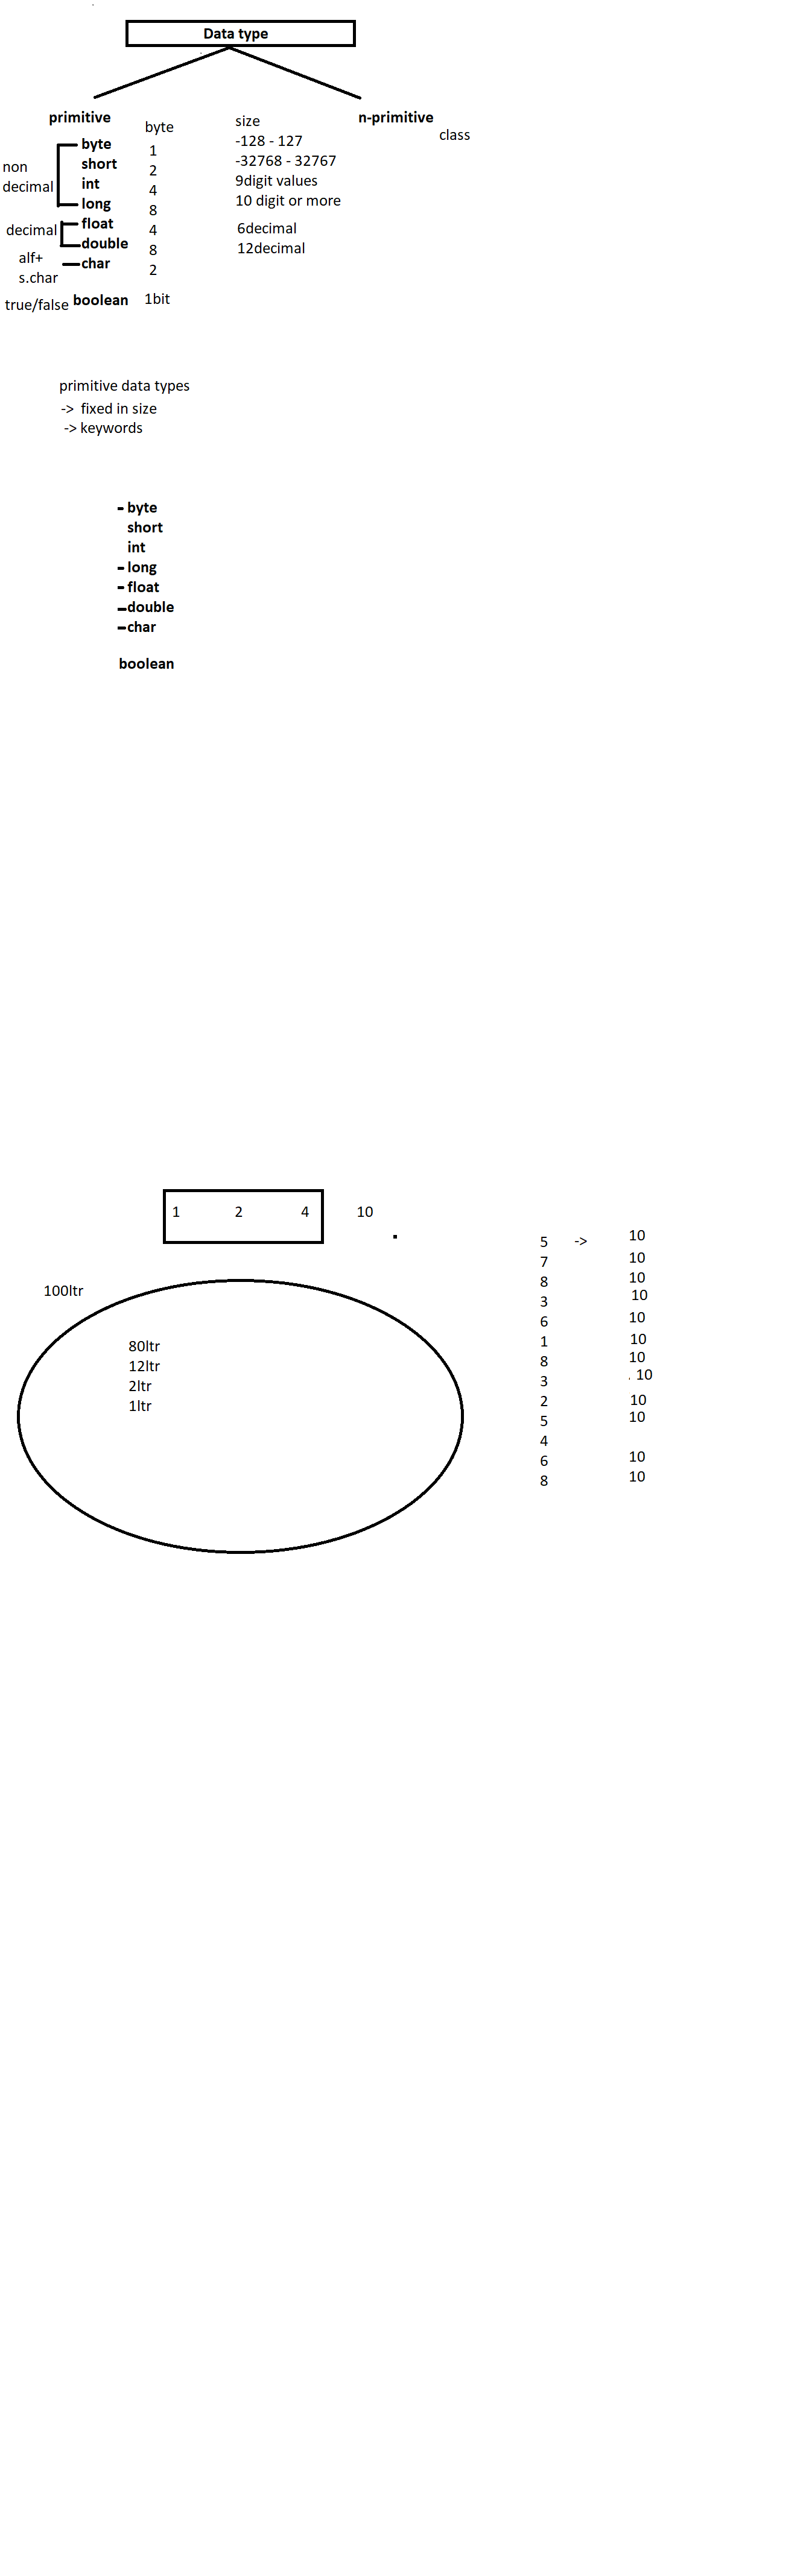 Data type
primitive
n-primitive
class
byte
size
non
decimal
byte
1
-128 - 127
short
2
-32768 - 32767
int
4
9digit values
long
8
10 digit or more
decimal
float
4
6decimal
double
8
12decimal
alf+
s.char
char
2
true/false
boolean
1bit
primitive data types
-> fixed in size
-> keywords
byte
short
int
long
float
double
char
boolean
1 2 4 10
100ltr
80ltr
12ltr
2ltr
1ltr
5 -> 10
7 10
8 10
3 10
6 10
1 10
8 10
3 . 10
2 10
5 10
4
6 10
8 10